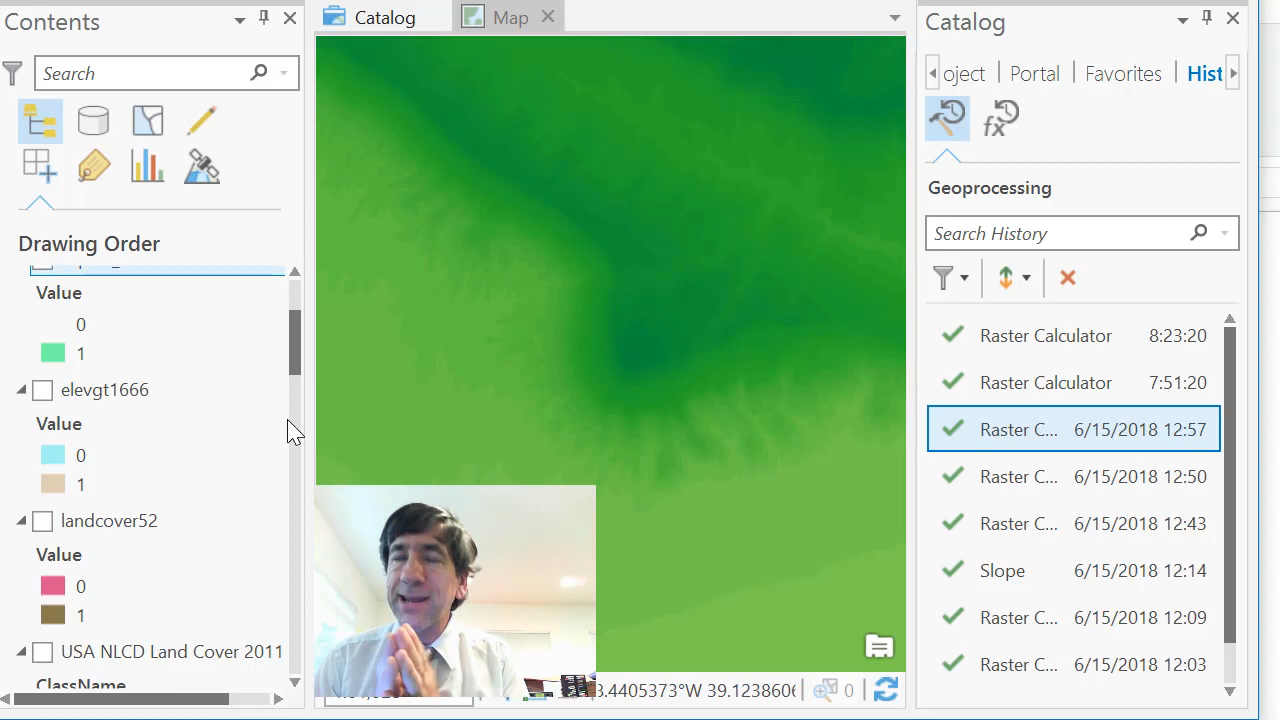 Contents
Search
Drawing Order
Value
0
1
elevgt1666
Value
0
1
landcover52
Value
0
1
USA NLCD Land Cover 2011
ClassName
Catalog
Map
0
Catalog
oject
Portal
Favorites
Hist
fx
Geoprocessing
Search History
Raster Calculator 8:23:20
Raster Calculator 7:51:20
Raster C... 6/15/2018 12:57
Raster C... 6/15/2018 12:50
Raster C... 6/15/2018 12:43
Slope 6/15/2018 12:14
Raster C... 6/15/2018 12:09
Raster C... 6/15/2018 12:03